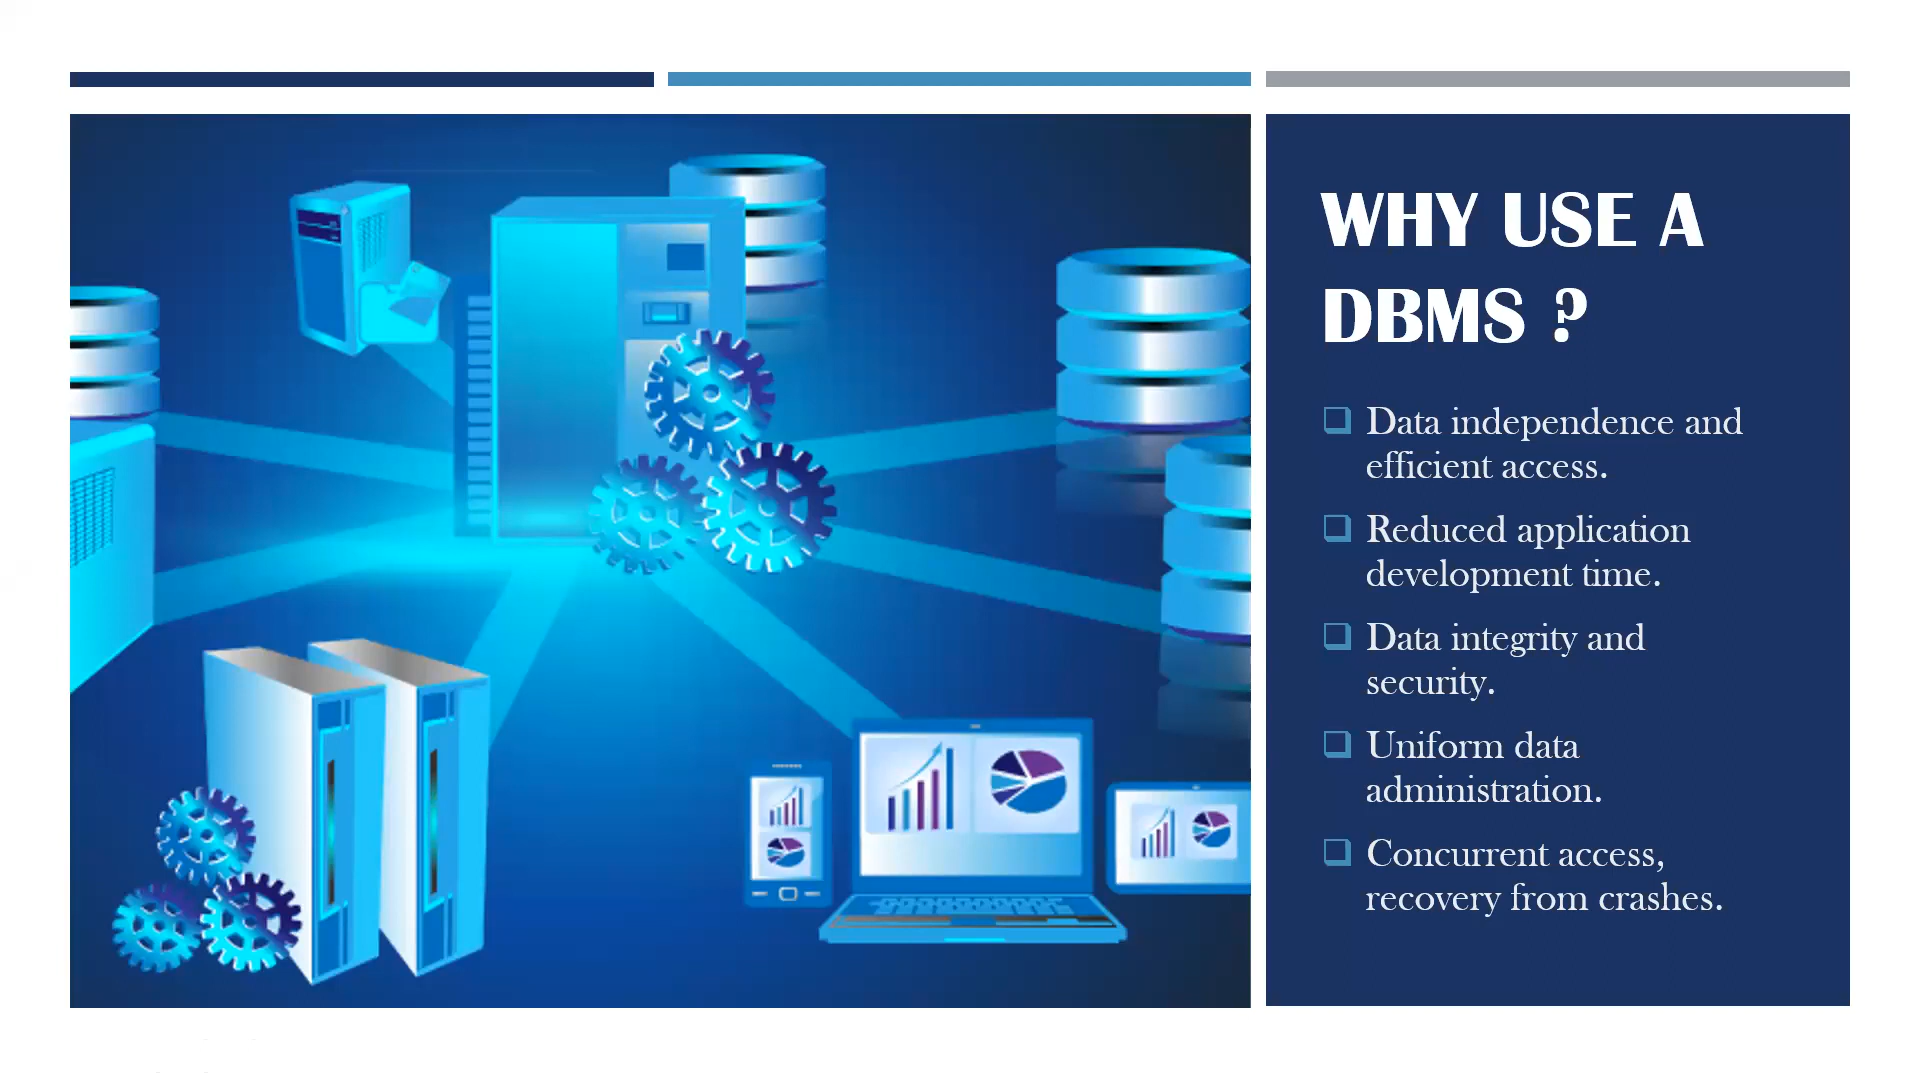 WHY USE A
DBMS ?
Data independence and
efficient access.
Reduced application
development time.
Data integrity and
security.
Uniform data
administration.
Concurrent access,
recovery from crashes.